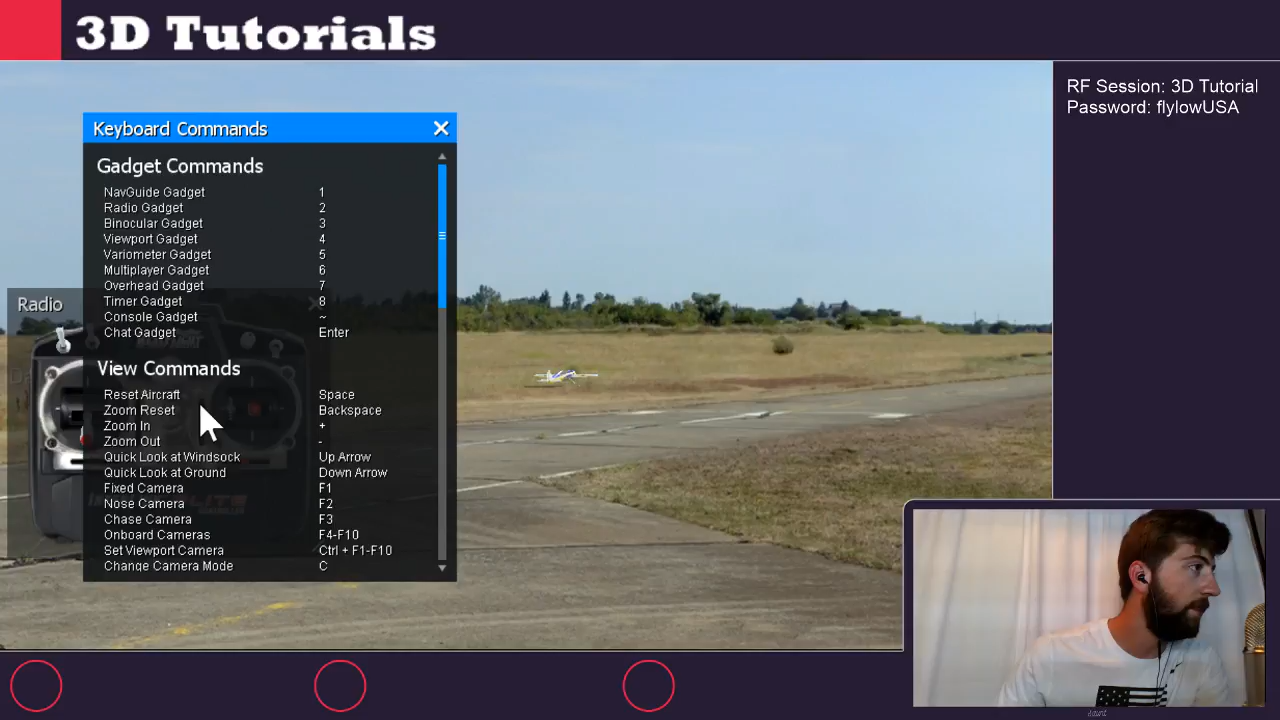 3D Tutorials
RF Session: 3D Tutorial
Password: flylowUSA
Keyboard Commands
Gadget Commands
NavGuide Gadget 1
Radio Gadget 2
Binocular Gadget 3
Viewport Gadget 4
Variometer Gadget 5
Multiplayer Gadget 6
Overhead Gadget 7
Timer Gadget 8
Console Gadget ~
Chat Gadget Enter
View Commands
Reset Aircraft Space
Zoom Reset Backspace
Zoom In +
Zoom Out -
Quick Look at Windsock Up Arrow
Quick Look at Ground Down Arrow
Fixed Camera F1
Nose Camera F2
Chase Camera F3
Onboard Cameras F4-F10
Set Viewport Camera Ctrl + F1-F10
Change Camera Mode C
Radio